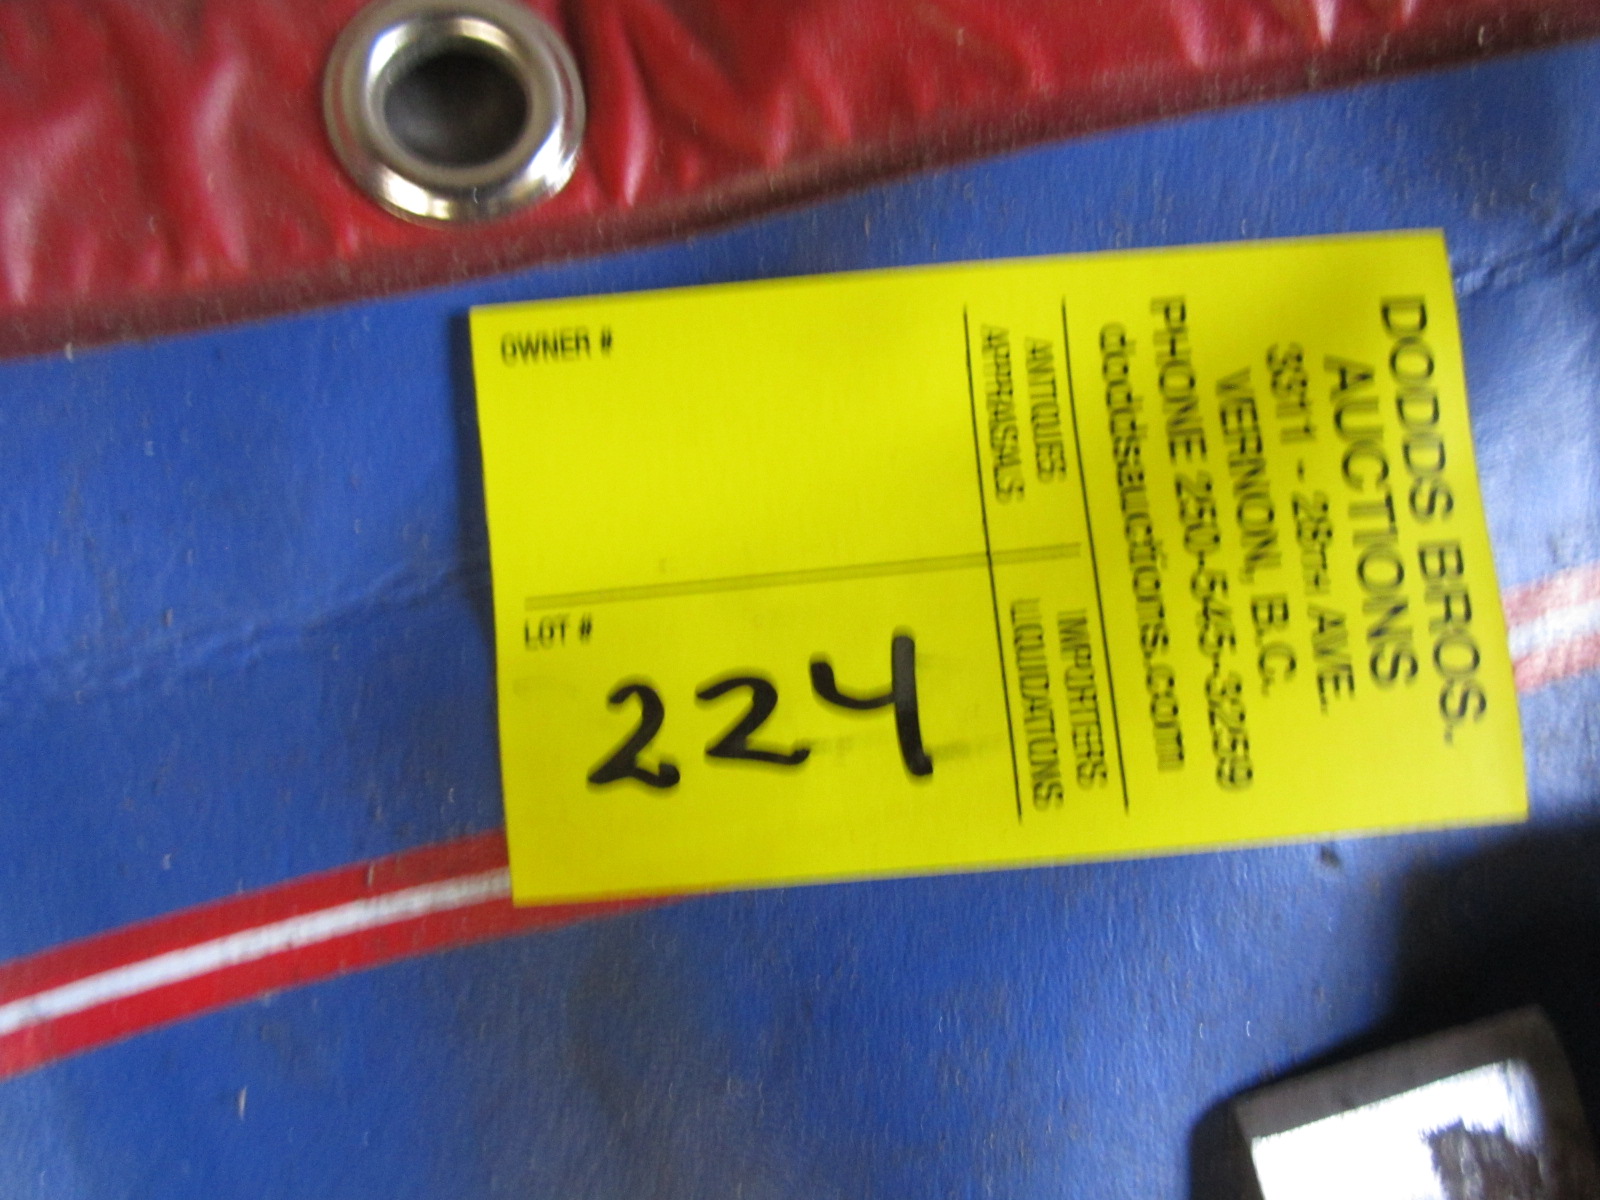 DODDS BROS.
AUCTIONS
3311 - 28TH AVE.
VERNON, B.C.
PHONE 250-545-3259
doddsauctions.com
ANTIQUES IMPORTERS
APPRAISALS LIQUIDATIONS
OWNER #
LOT #
224